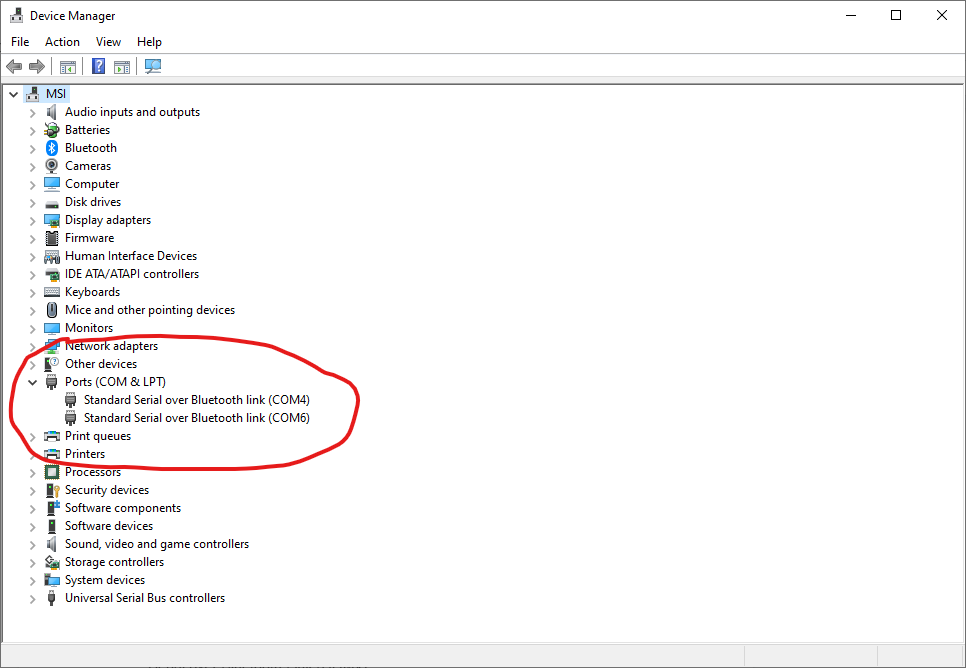 Device Manager
File Action View Help
MSI
Audio inputs and outputs
Batteries
Bluetooth
Cameras
Computer
Disk drives
Display adapters
Firmware
Human Interface Devices
IDE ATA/ATAPI controllers
Keyboards
Mice and other pointing devices
Monitors
Network adapters
Other devices
Ports (COM & LPT)
Standard Serial over Bluetooth link (COM4)
Standard Serial over Bluetooth link (COM6)
Print queues
Printers
Processors
Security devices
Software components
Software devices
Sound, video and game controllers
Storage controllers
System devices
Universal Serial Bus controllers